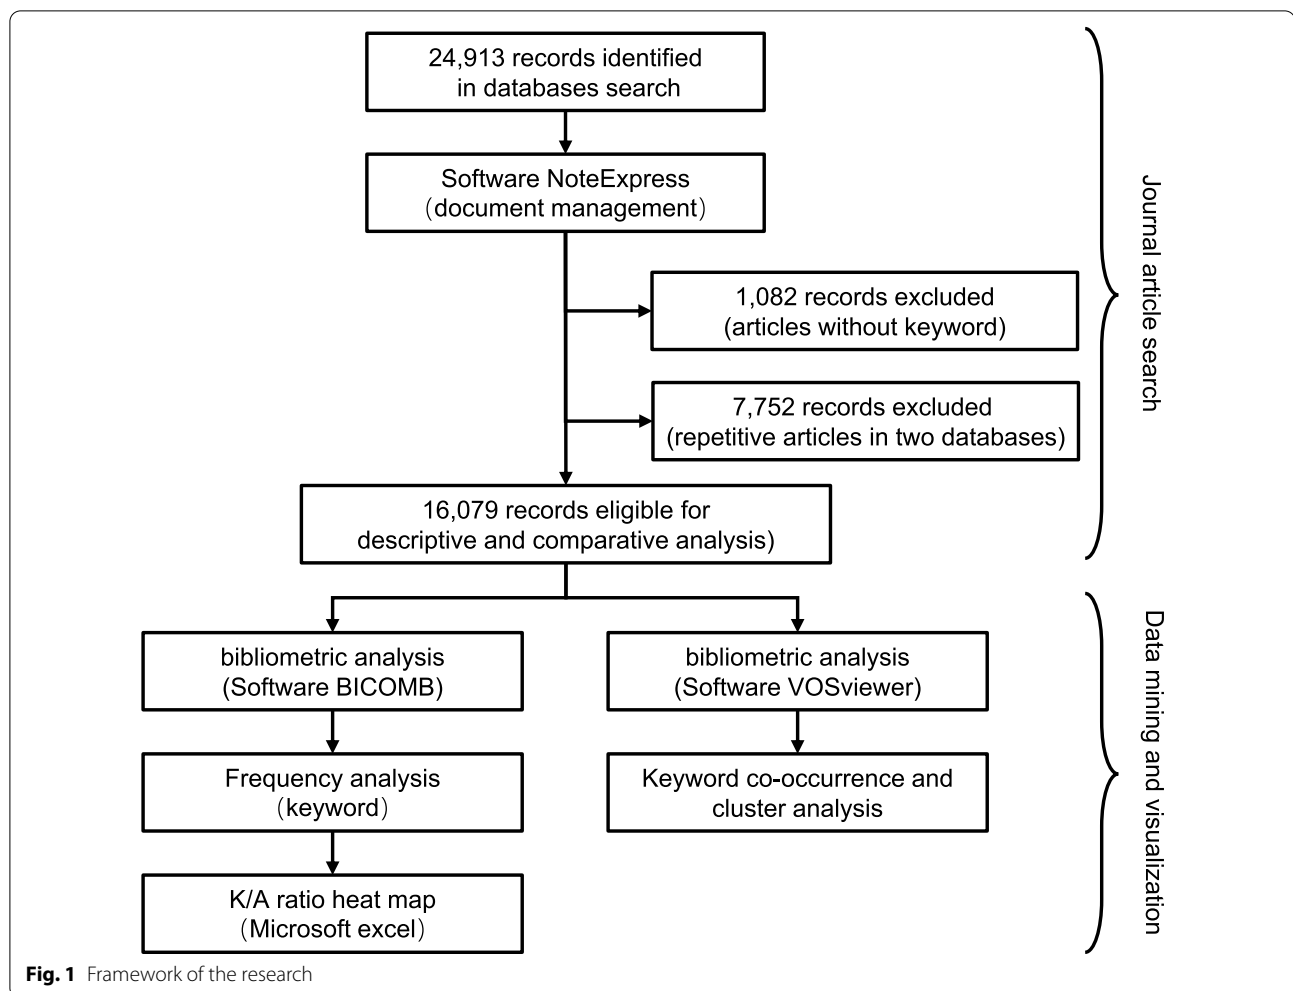 24,913 records identified
in databases search
Software NoteExpress
（document management）
1,082 records excluded
(articles without keyword)
7,752 records excluded
(repetitive articles in two databases)
16,079 records eligible for
descriptive and comparative analysis)
Journal article search
bibliometric analysis
(Software BICOMB)
bibliometric analysis
(Software VOSviewer)
Frequency analysis
（keyword）
Keyword co-occurrence and
cluster analysis
K/A ratio heat map
（Microsoft excel）
Data mining and visualization
Fig. 1 Framework of the research